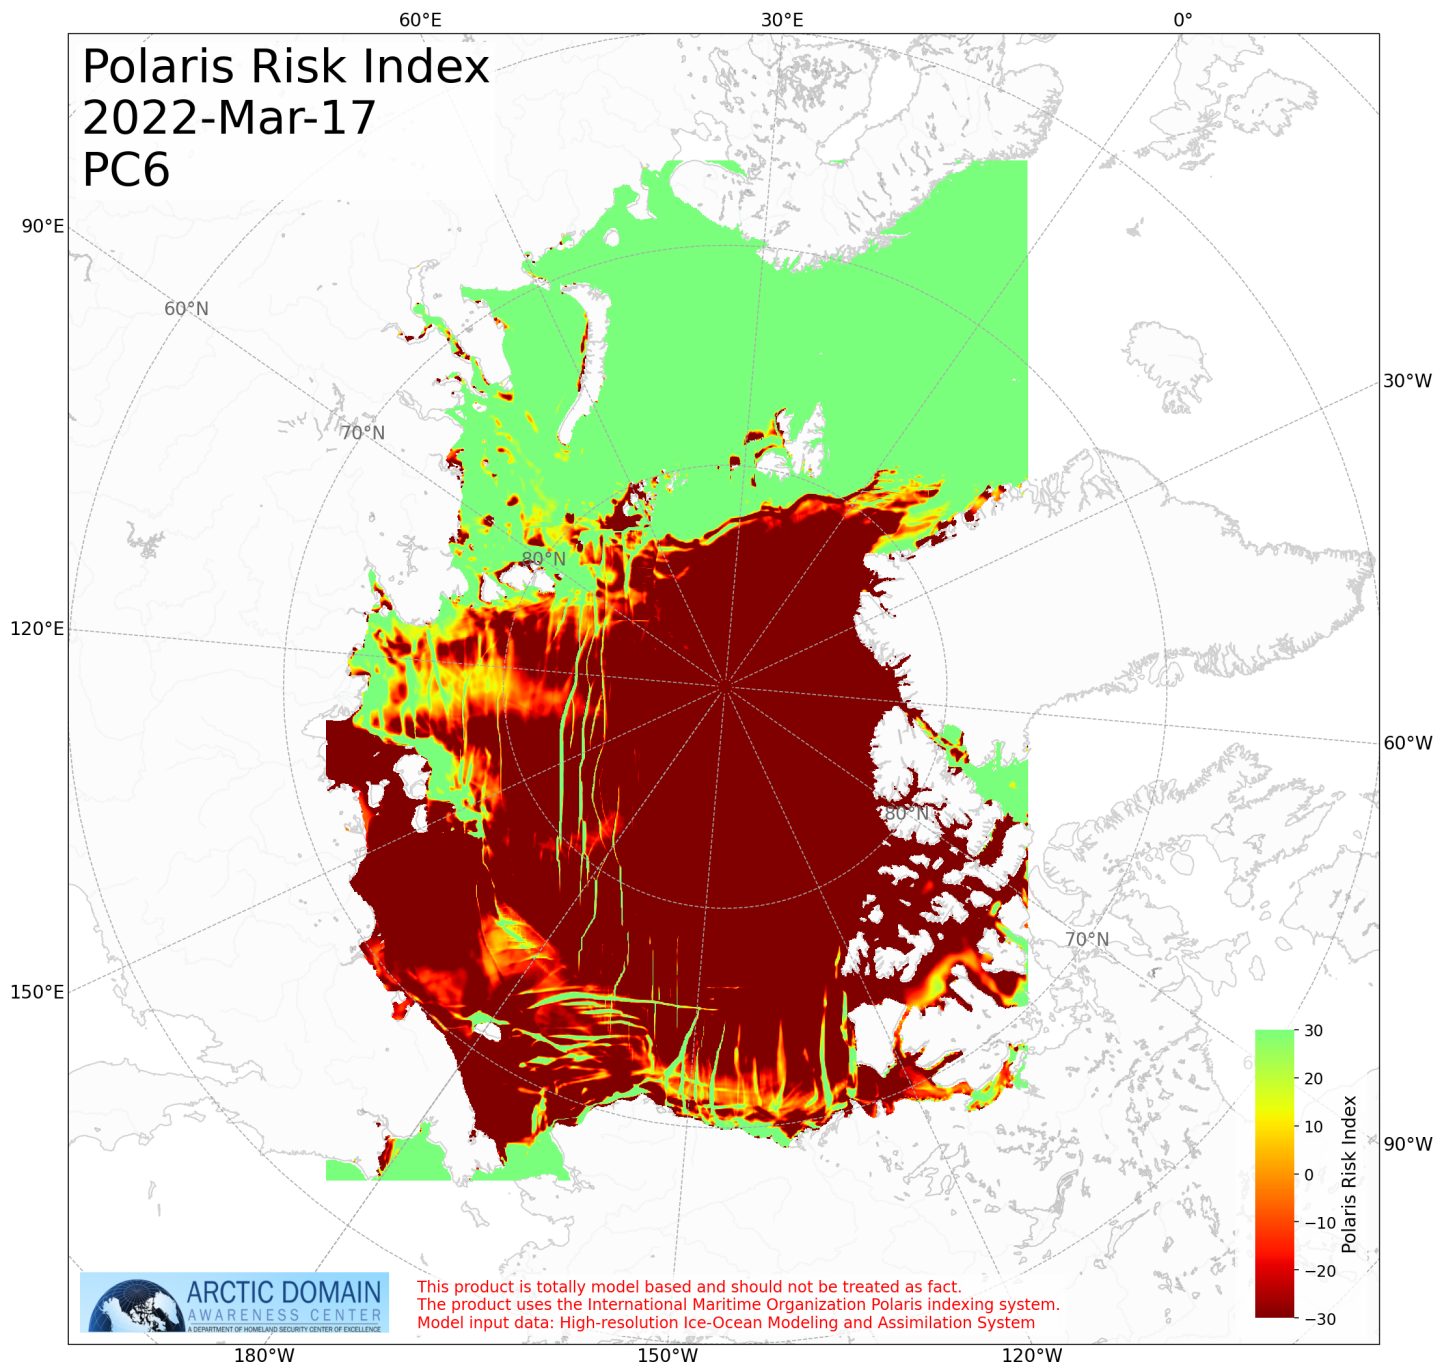 60°E
30°E
0°
Polaris Risk Index
2022-Mar-17
PC6
90°E
60°N
30°W
70°N
80°N
120°E
60°W
80°N
70°N
150°E
30
20
10
0
−10
−20
−30
Polaris Risk Index
90°W
ARCTIC DOMAIN
AWARENESS CENTER
A DEPARTMENT OF HOMELAND SECURITY CENTER OF EXCELLENCE
This product is totally model based and should not be treated as fact.
The product uses the International Maritime Organization Polaris indexing system.
Model input data: High-resolution Ice-Ocean Modeling and Assimilation System
180°W
150°W
120°W